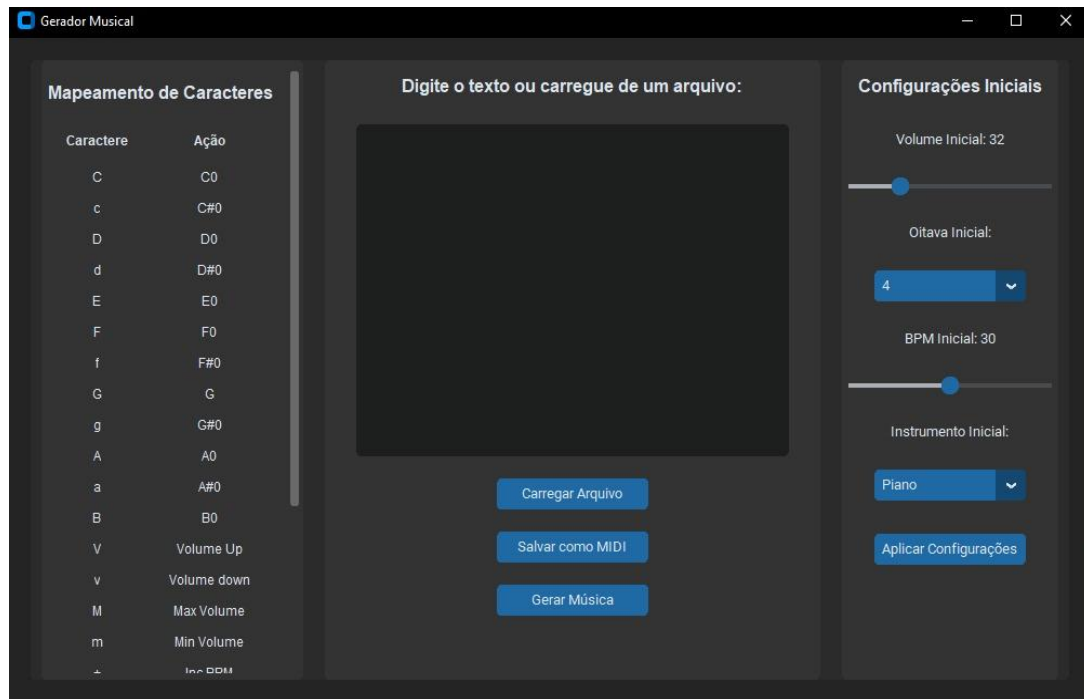 Gerador Musical
Mapeamento de Caracteres
Caractere Ação
C C0
c C#0
D D0
d D#0
E E0
F F0
f F#0
G G
g G#0
A A0
a A#0
B B0
V Volume Up
v Volume down
M Max Volume
m Min Volume
+ Inc BPM
Digite o texto ou carregue de um arquivo:
Carregar Arquivo
Salvar como MIDI
Gerar Música
Configurações Iniciais
Volume Inicial: 32
Oitava Inicial:
4
BPM Inicial: 30
Instrumento Inicial:
Piano
Aplicar Configurações